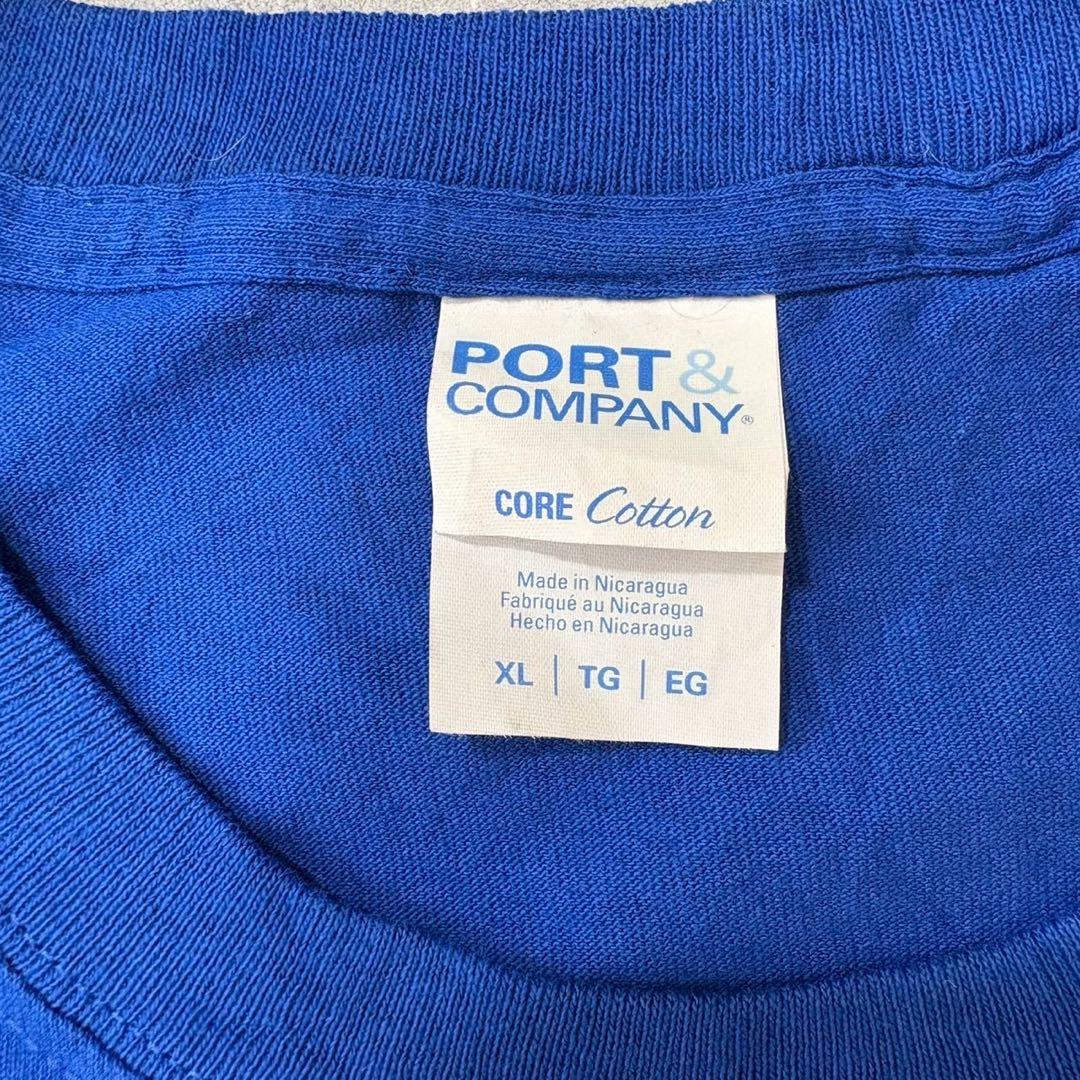 PORT &
COMPANY®
CORE Cotton
Made in Nicaragua
Fabriqué au Nicaragua
Hecho en Nicaragua
XL | TG | EG